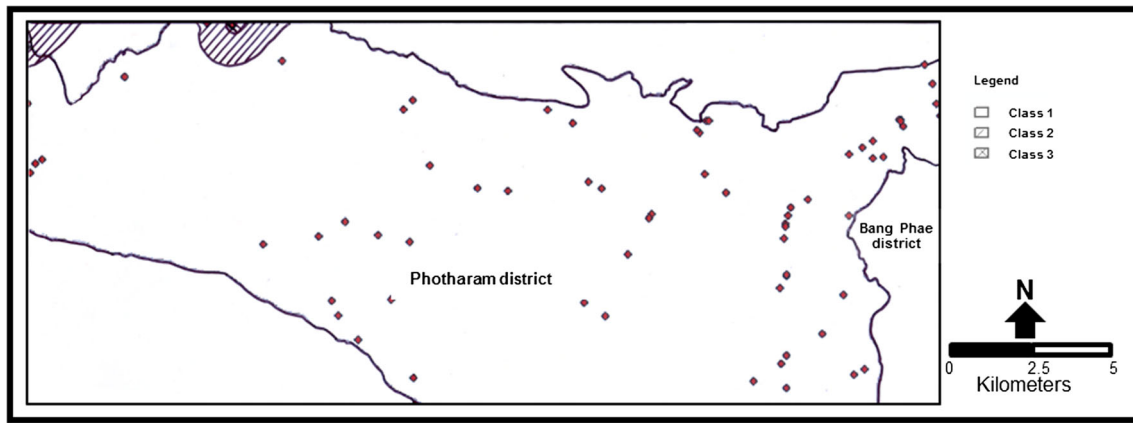 Legend
Class 1
Class 2
Class 3
Bang Phae
district
Photharam district
N
0 2.5 5
Kilometers